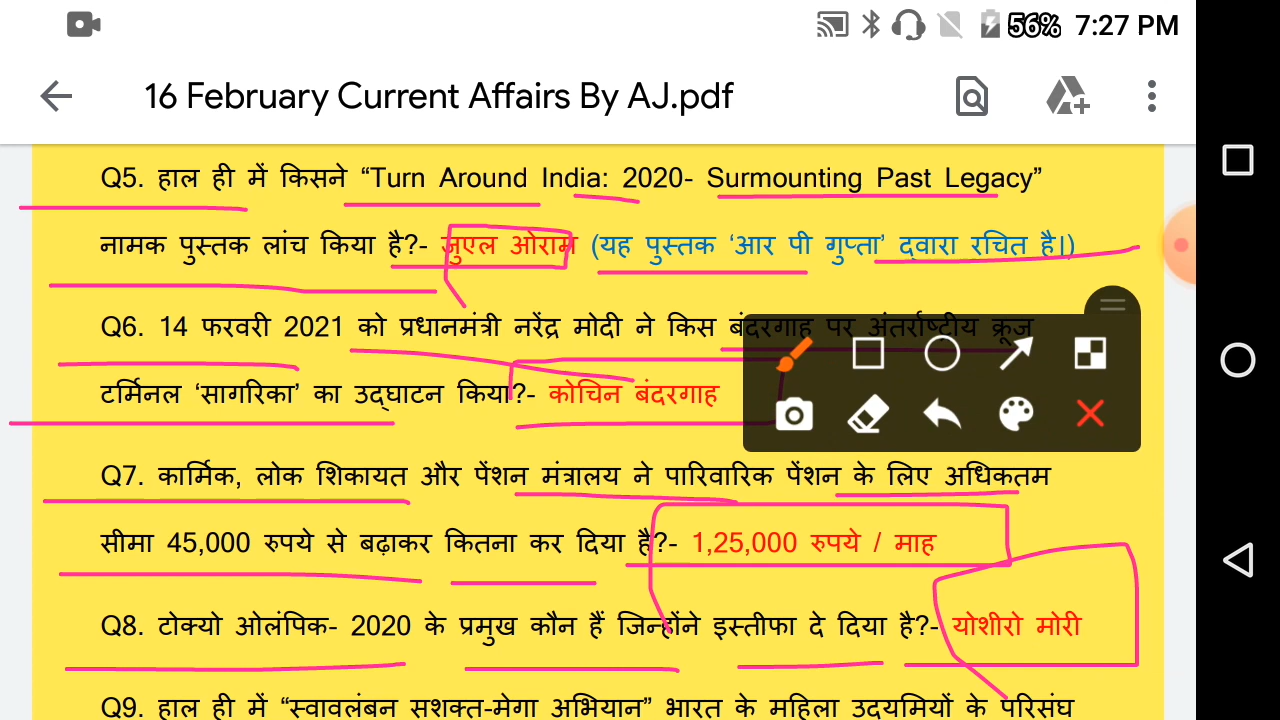 56% 7:27 PM
16 February Current Affairs By AJ.pdf
Q5. हाल ही में किसने “Turn Around India: 2020- Surmounting Past Legacy”
नामक पुस्तक लांच किया है?- जुएल ओराम (यह पुस्तक ‘आर पी गुप्ता’ द्वारा रचित है।)
Q6. 14 फरवरी 2021 को प्रधानमंत्री नरेंद्र मोदी ने किस बंदरगाह पर अंतर्राष्ट्रीय क्रूज
टर्मिनल ‘सागरिका’ का उद्घाटन किया?- कोचिन बंदरगाह
Q7. कार्मिक, लोक शिकायत और पेंशन मंत्रालय ने पारिवारिक पेंशन के लिए अधिकतम
सीमा 45,000 रुपये से बढ़ाकर कितना कर दिया है?- 1,25,000 रुपये / माह
Q8. टोक्यो ओलंपिक- 2020 के प्रमुख कौन हैं जिन्होंने इस्तीफा दे दिया है?- योशीरो मोरी
Q9. हाल ही में “स्वावलंबन सशक्त-मेगा अभियान” भारत के महिला उद्यमियों के परिसंघ